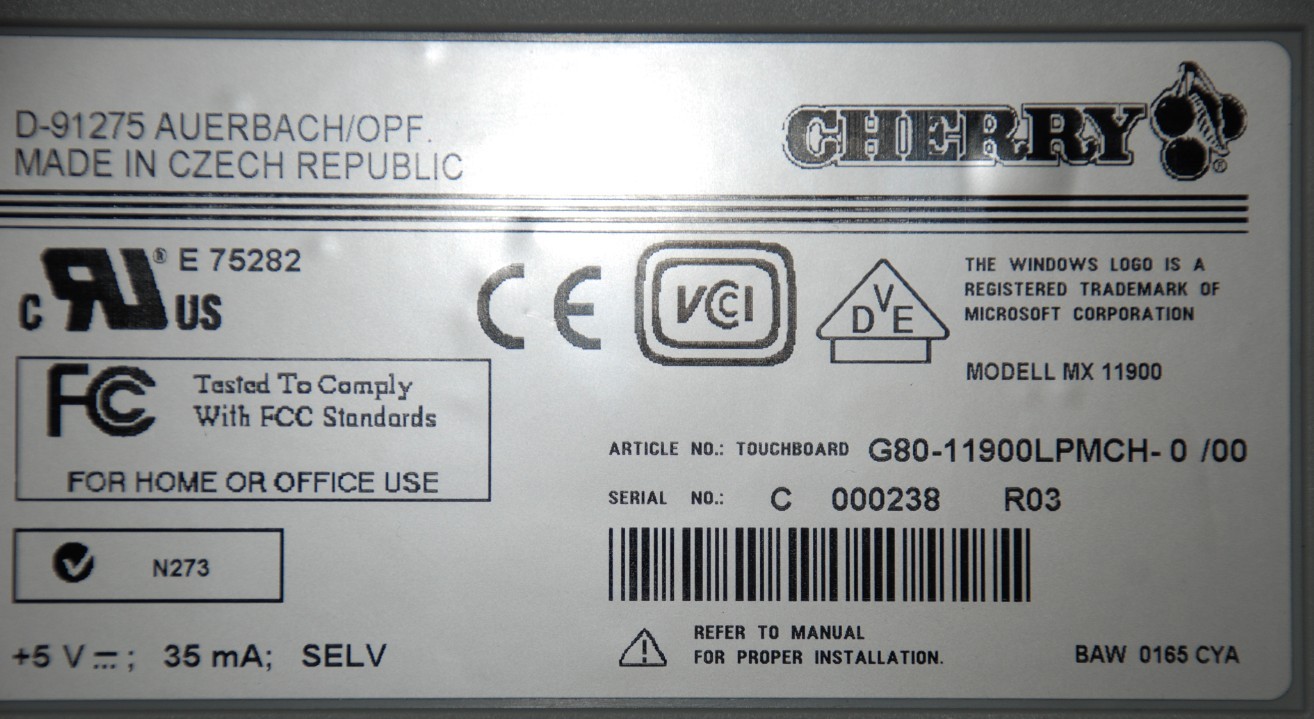 D-91275 AUERBACH/OPF.
MADE IN CZECH REPUBLIC
CHERRY ®
® E 75282
C UR US
CE
VCCI
DVE
THE WINDOWS LOGO IS A
REGISTERED TRADEMARK OF
MICROSOFT CORPORATION
MODELL MX 11900
FC Tested To Comply
With FCC Standards
FOR HOME OR OFFICE USE
ARTICLE NO.: TOUCHBOARD G80-11900LPMCH- 0 /00
SERIAL NO.: C 000238 R03
N273
+5 V ⎓; 35 mA; SELV
REFER TO MANUAL
FOR PROPER INSTALLATION.
BAW 0165 CYA